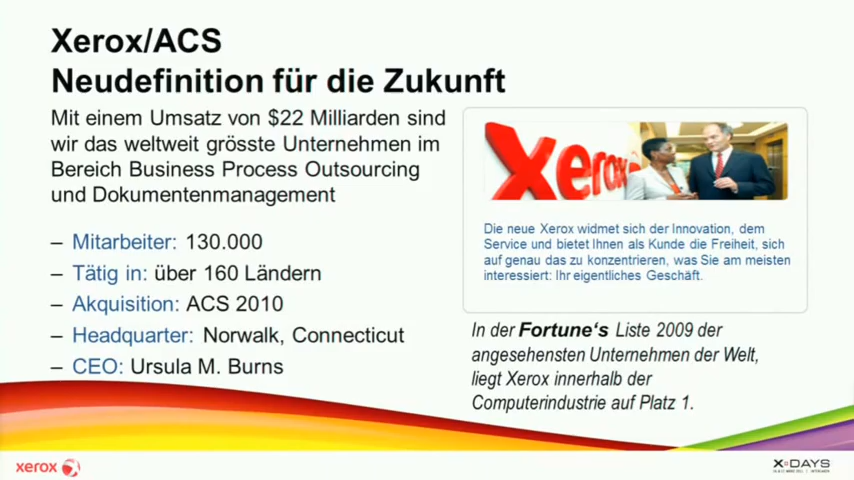 Xerox/ACS
Neudefinition für die Zukunft
Mit einem Umsatz von $22 Milliarden sind
wir das weltweit grösste Unternehmen im
Bereich Business Process Outsourcing
und Dokumentenmanagement
– Mitarbeiter: 130.000
– Tätig in: über 160 Ländern
– Akquisition: ACS 2010
– Headquarter: Norwalk, Connecticut
– CEO: Ursula M. Burns
Xerox
Die neue Xerox widmet sich der Innovation, dem
Service und bietet Ihnen als Kunde die Freiheit, sich
auf genau das zu konzentrieren, was Sie am meisten
interessiert: Ihr eigentliches Geschäft.
In der Fortune‘s Liste 2009 der
angesehensten Unternehmen der Welt,
liegt Xerox innerhalb der
Computerindustrie auf Platz 1.
xerox
X DAYS